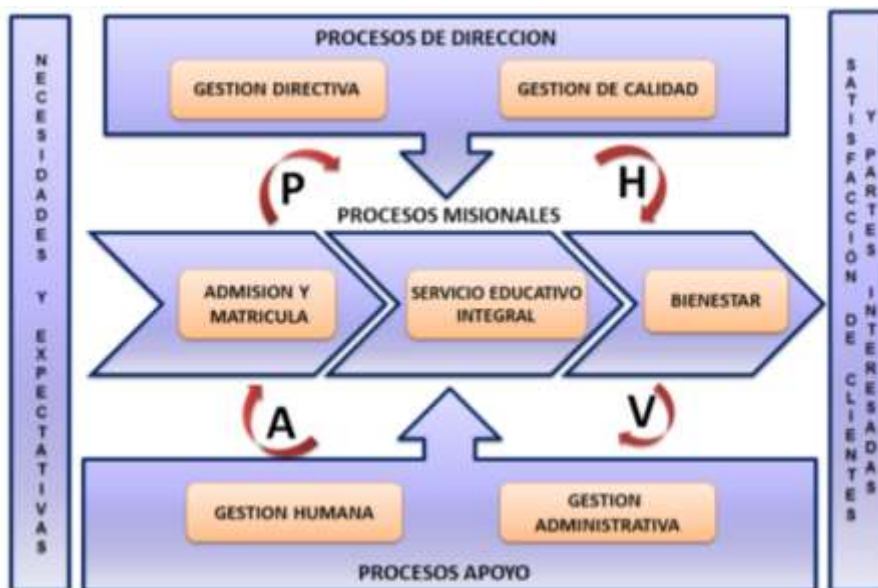 NECESIDADES Y EXPECTATIVAS
PROCESOS DE DIRECCION
GESTION DIRECTIVA
GESTION DE CALIDAD
P
H
PROCESOS MISIONALES
ADMISION Y
MATRICULA
SERVICIO EDUCATIVO
INTEGRAL
BIENESTAR
A
V
GESTION HUMANA
GESTION
ADMINISTRATIVA
PROCESOS APOYO
SATISFACCIÓN DE CLIENTES
Y PARTES INTERESADAS